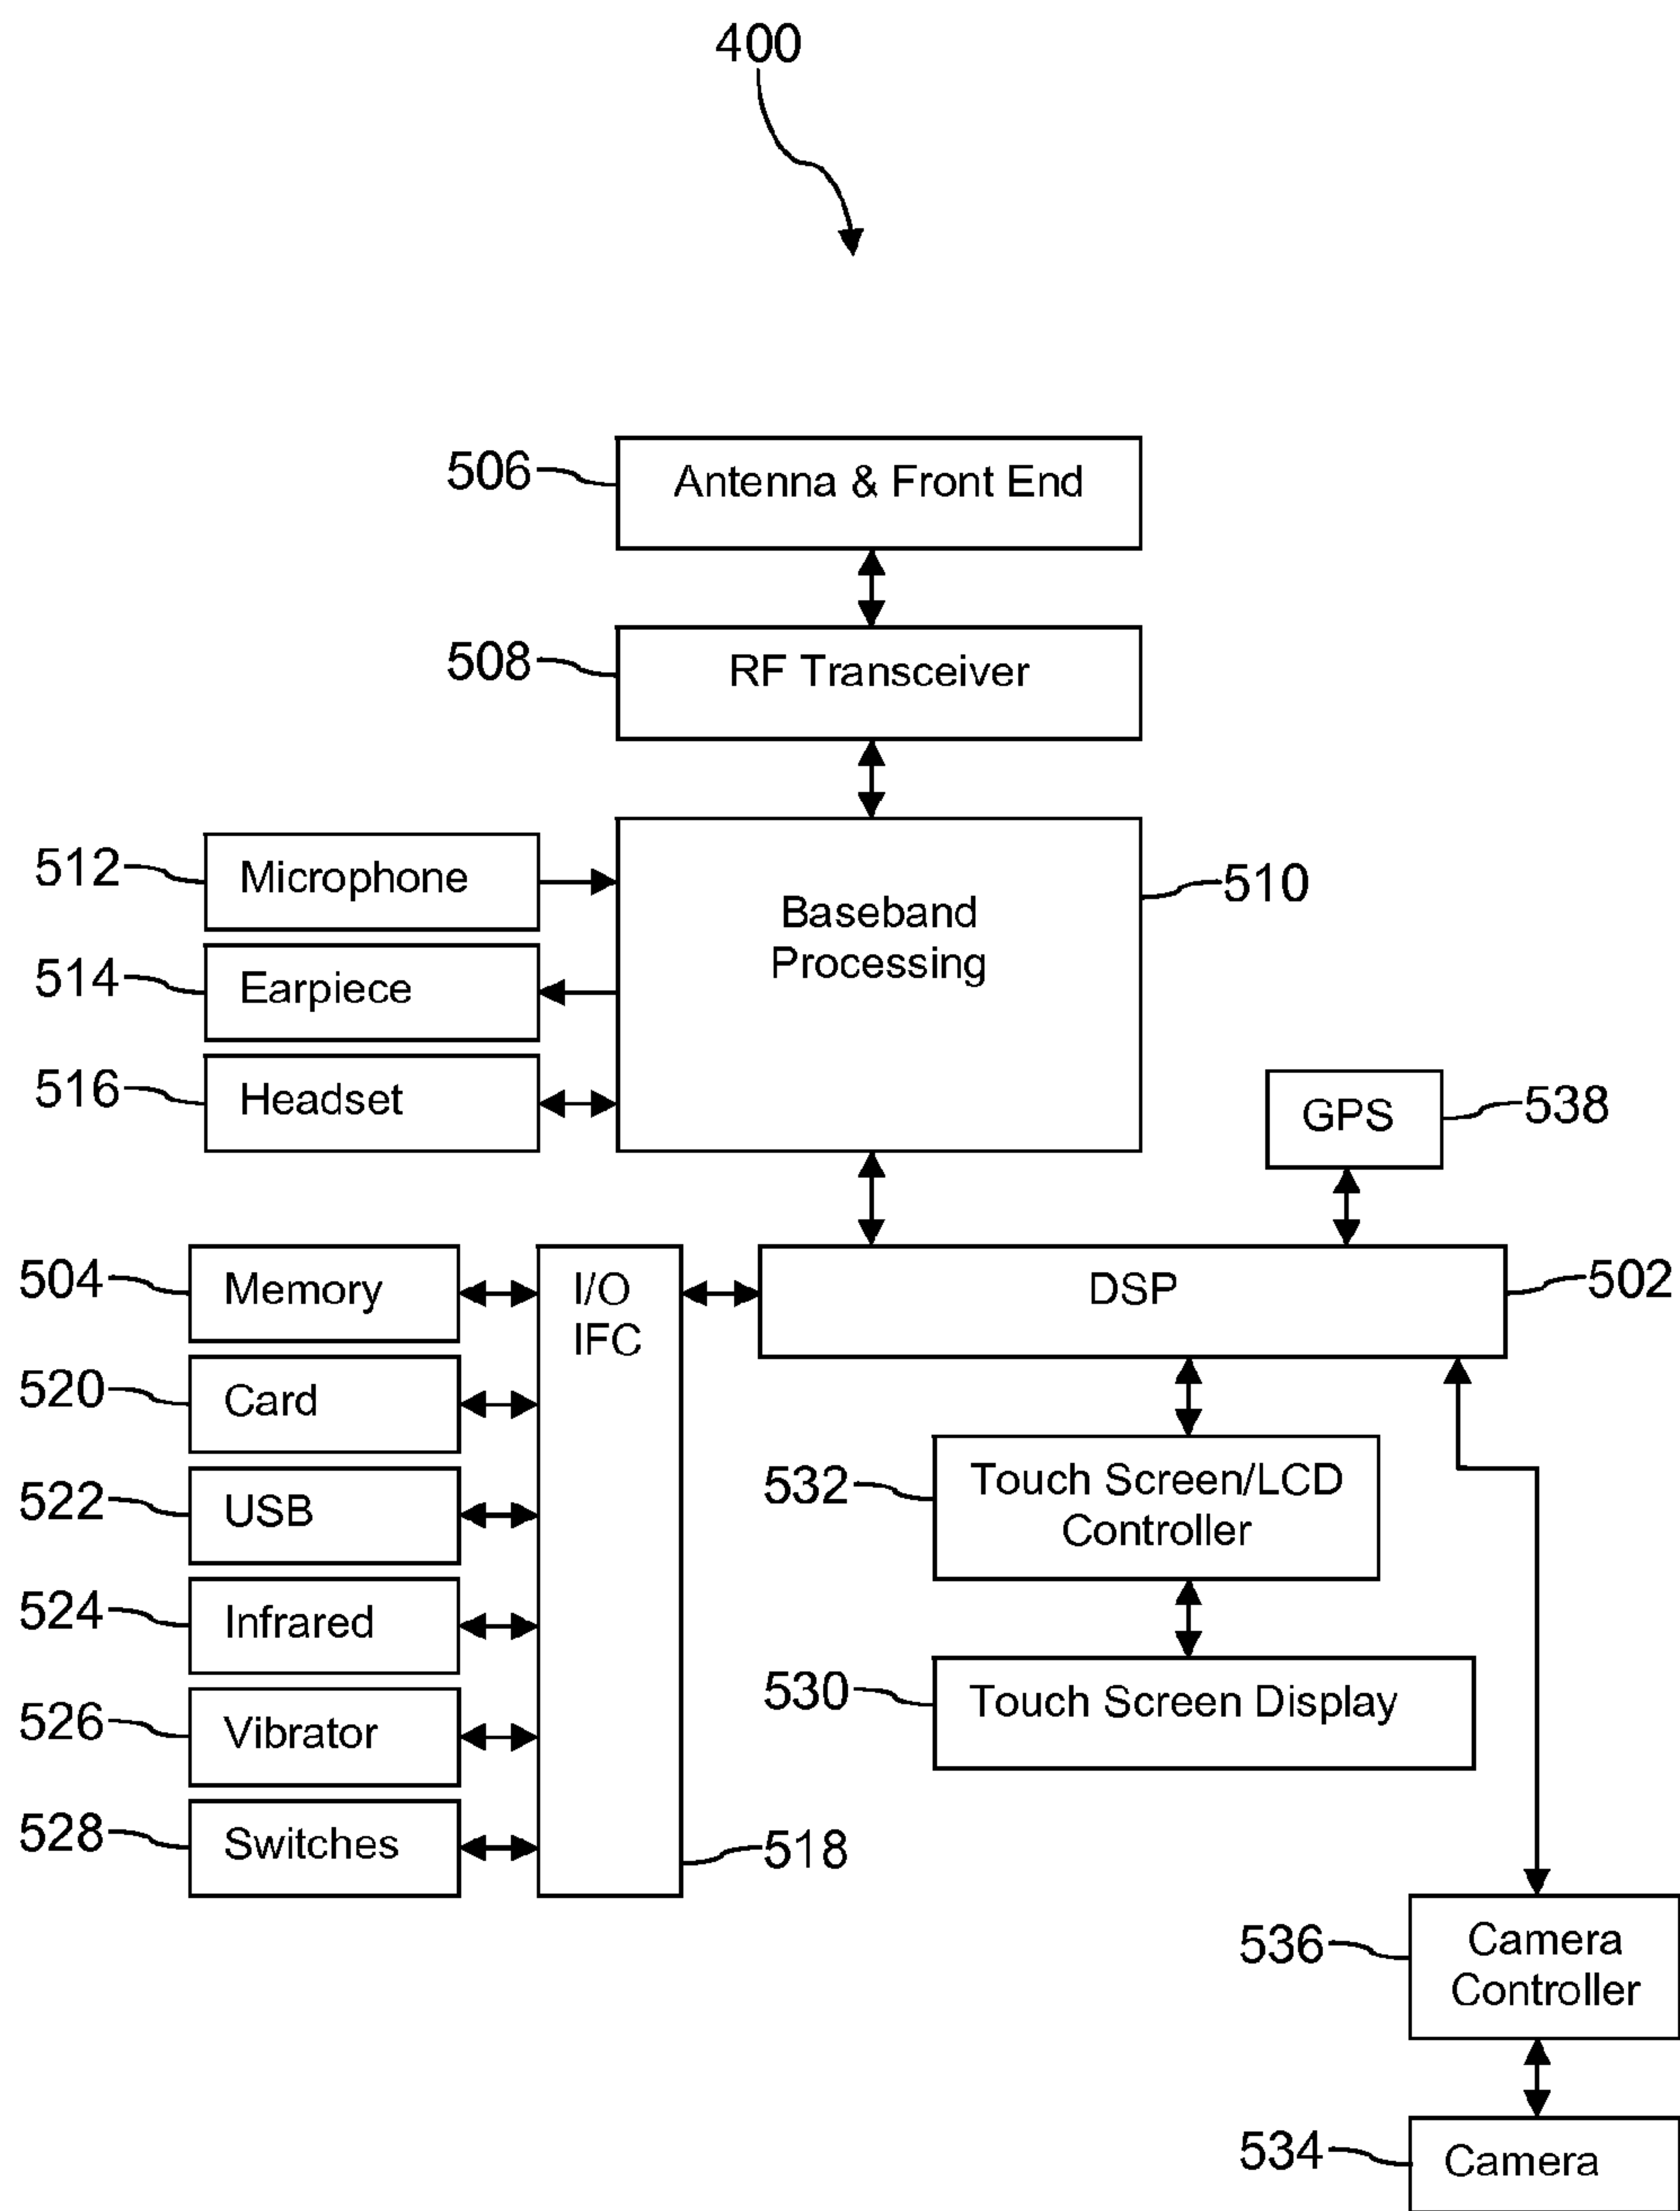 400
506
Antenna & Front End
508
RF Transceiver
512
Microphone
Baseband
Processing
510
514
Earpiece
516
Headset
GPS
538
504
Memory
I/O
IFC
DSP
502
520
Card
522
USB
532
Touch Screen/LCD
Controller
524
Infrared
526
Vibrator
530
Touch Screen Display
528
Switches
518
536
Camera
Controller
534
Camera